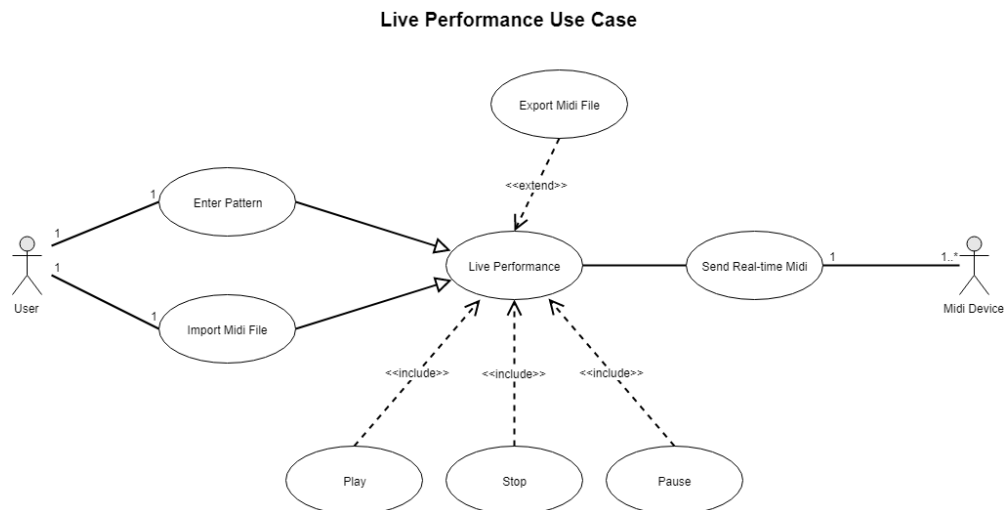 Live Performance Use Case
Export Midi File
<<extend>>
1
Enter Pattern
1
User
1
1
Import Midi File
Live Performance
Send Real-time Midi
1
1..*
Midi Device
<<include>>
<<include>>
<<include>>
Play
Stop
Pause